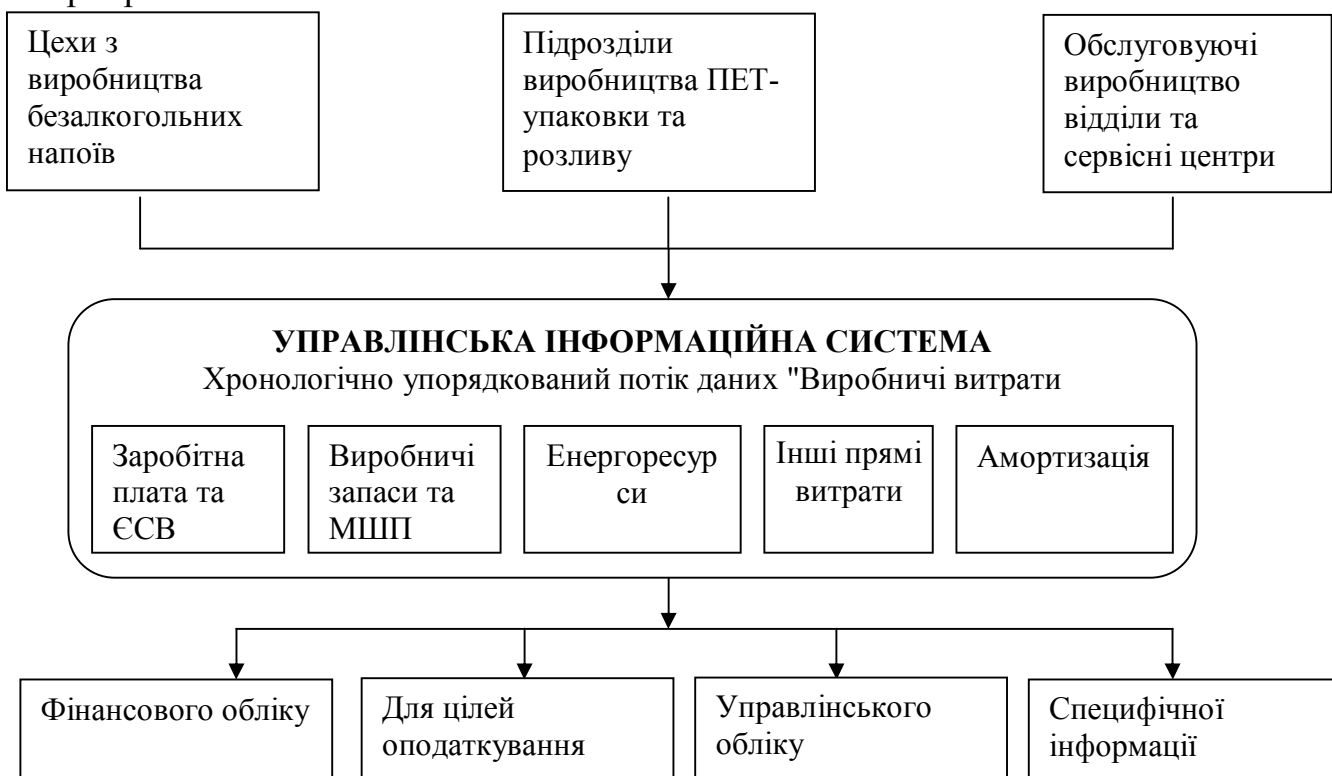 Цехи з
виробництва
безалкогольних
напоїв
Підрозділи
виробництва ПЕТ-
упаковки та
розливу
Обслуговуючі
виробництво
відділи та
сервісні центри
УПРАВЛІНСЬКА ІНФОРМАЦІЙНА СИСТЕМА
Хронологічно упорядкований потік даних "Виробничі витрати
Заробітна
плата та
ЄСВ
Виробничі
запаси та
МШП
Енергоресур
си
Інші прямі
витрати
Амортизація
Фінансового обліку
Для цілей
оподаткування
Управлінського
обліку
Специфічної
інформації